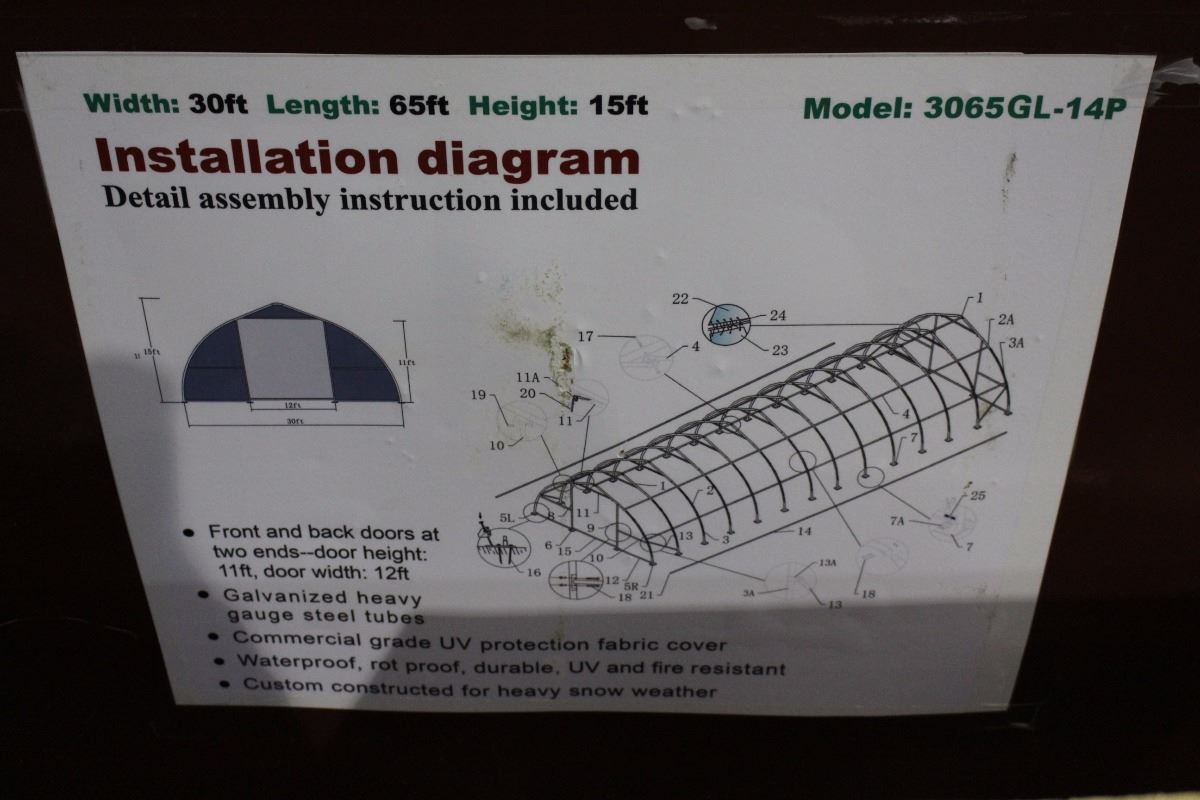 Width: 30ft Length: 65ft Height: 15ft
Model: 3065GL-14P
Installation diagram
Detail assembly instruction included
15ft
11ft
12ft
30ft
22
24
23
17
4
1
2A
3A
11A
20
11
19
10
4
7
1
2
5L
8
11
9
13
3
6
15
10
14
25
7A
7
16
12
5R
18
21
13A
3A
13
18
• Front and back doors at
two ends--door height:
11ft, door width: 12ft
• Galvanized heavy
gauge steel tubes
• Commercial grade UV protection fabric cover
• Waterproof, rot proof, durable, UV and fire resistant
• Custom constructed for heavy snow weather